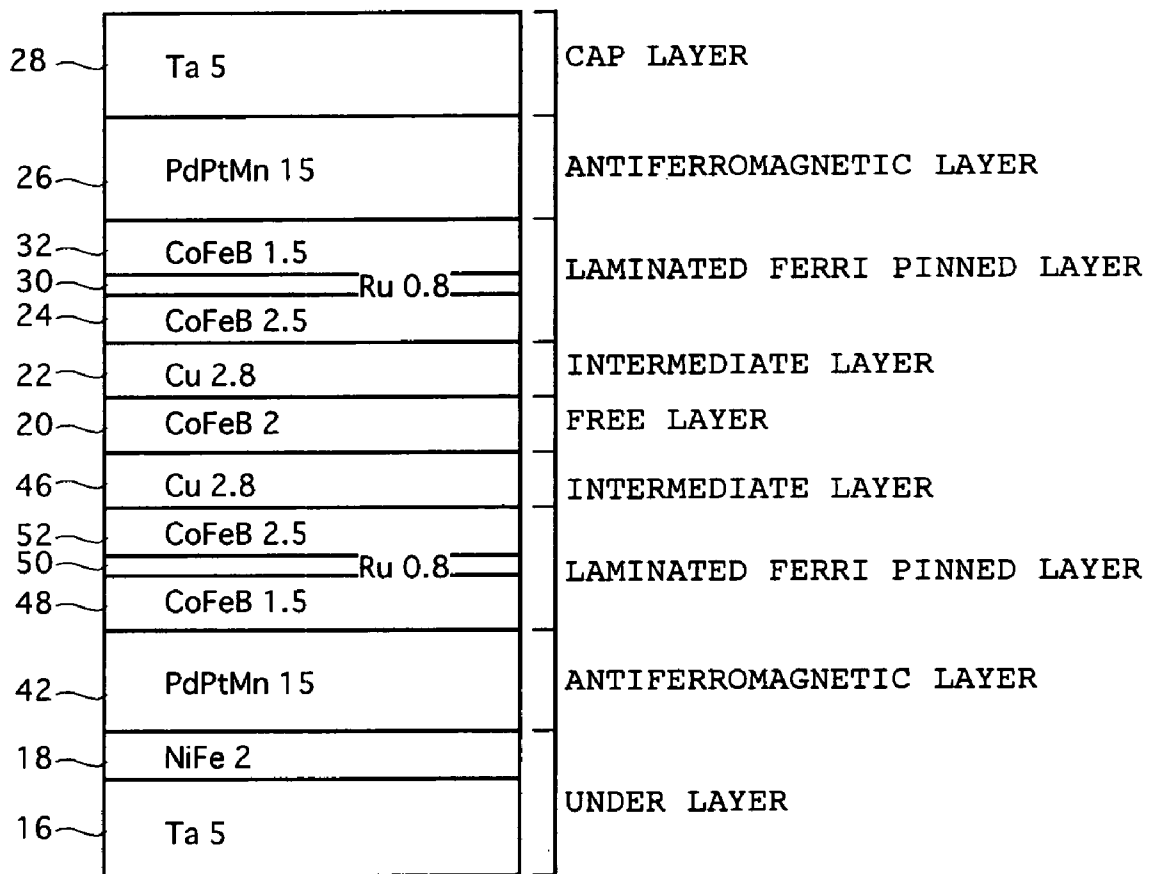 28 Ta 5 CAP LAYER
26 PdPtMn 15 ANTIFERROMAGNETIC LAYER
32 CoFeB 1.5
30 Ru 0.8 LAMINATED FERRI PINNED LAYER
24 CoFeB 2.5
22 Cu 2.8 INTERMEDIATE LAYER
20 CoFeB 2 FREE LAYER
46 Cu 2.8 INTERMEDIATE LAYER
52 CoFeB 2.5
50 Ru 0.8 LAMINATED FERRI PINNED LAYER
48 CoFeB 1.5
42 PdPtMn 15 ANTIFERROMAGNETIC LAYER
18 NiFe 2
UNDER LAYER
16 Ta 5